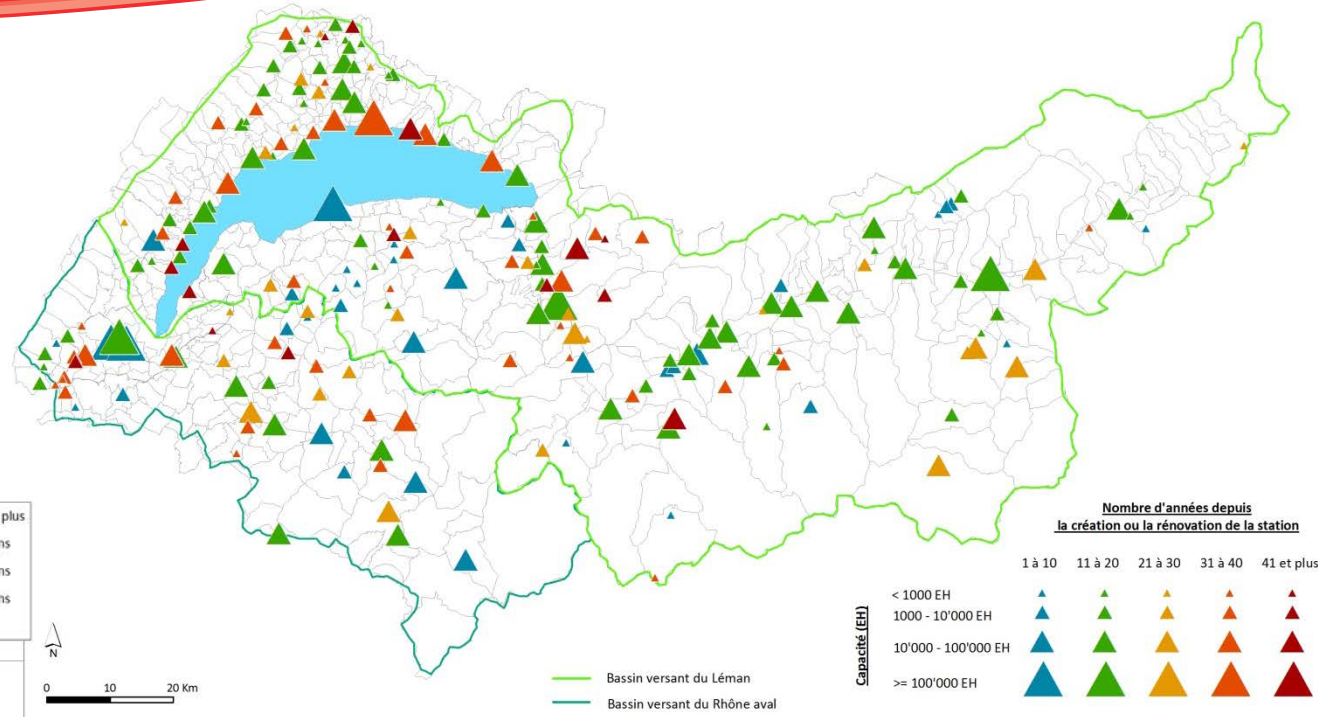 plus
ns
ns
ns
N
0 10 20 Km
Bassin versant du Léman
Bassin versant du Rhône aval
Nombre d'années depuis
la création ou la rénovation de la station
1 à 10 11 à 20 21 à 30 31 à 40 41 et plus
Capacité (EH)
< 1000 EH
1000 - 10'000 EH
10'000 - 100'000 EH
>= 100'000 EH